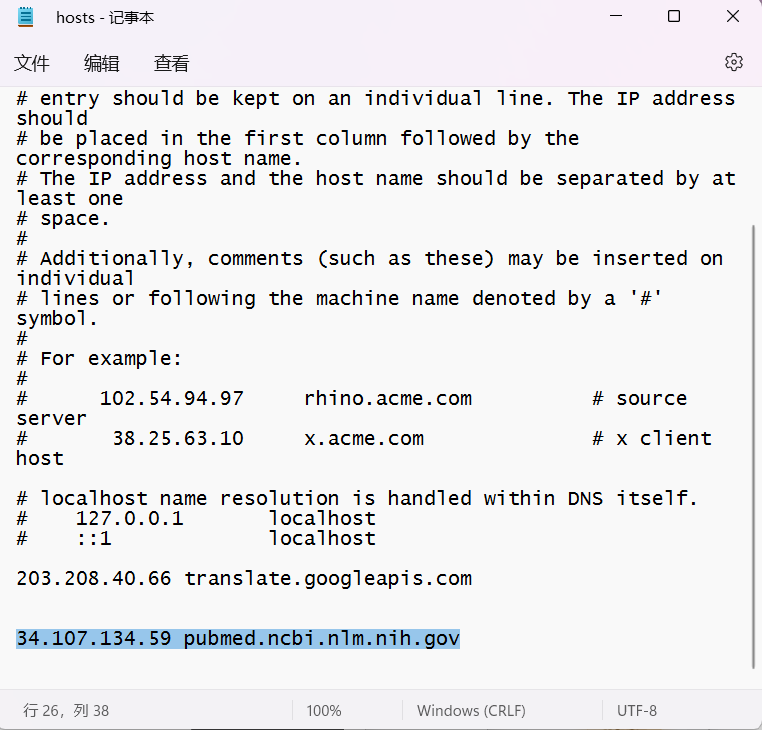 hosts - 记事本
文件 编辑 查看
# entry should be kept on an individual line. The IP address
should
# be placed in the first column followed by the
corresponding host name.
# The IP address and the host name should be separated by at
least one
# space.
#
# Additionally, comments (such as these) may be inserted on
individual
# lines or following the machine name denoted by a '#'
symbol.
#
# For example:
#
#      102.54.94.97     rhino.acme.com          # source
server
#       38.25.63.10     x.acme.com              # x client
host
# localhost name resolution is handled within DNS itself.
#    127.0.0.1       localhost
#    ::1             localhost
203.208.40.66 translate.googleapis.com
34.107.134.59 pubmed.ncbi.nlm.nih.gov
行 26，列 38 100% Windows (CRLF) UTF-8